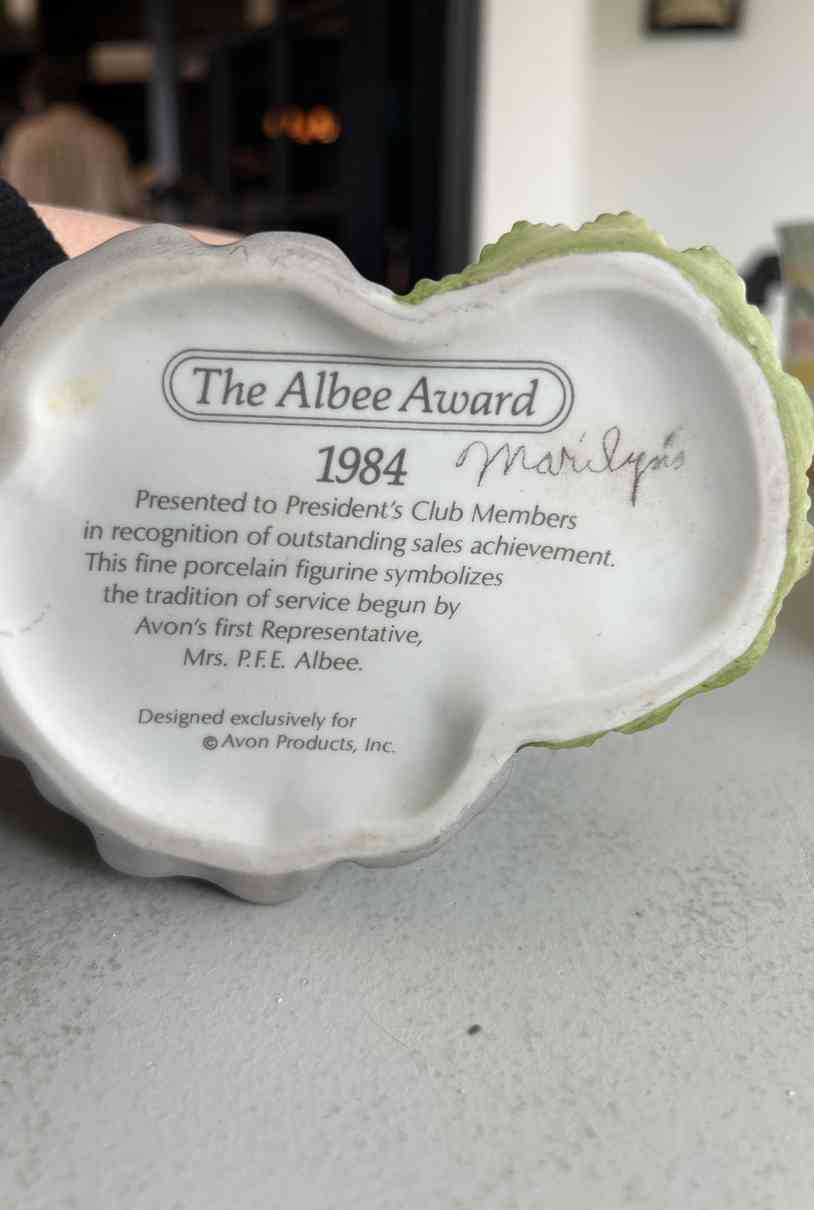 The Albee Award
1984
Marilyn's
Presented to President's Club Members
in recognition of outstanding sales achievement.
This fine porcelain figurine symbolizes
the tradition of service begun by
Avon's first Representative,
Mrs. P.F.E. Albee.
Designed exclusively for
© Avon Products, Inc.